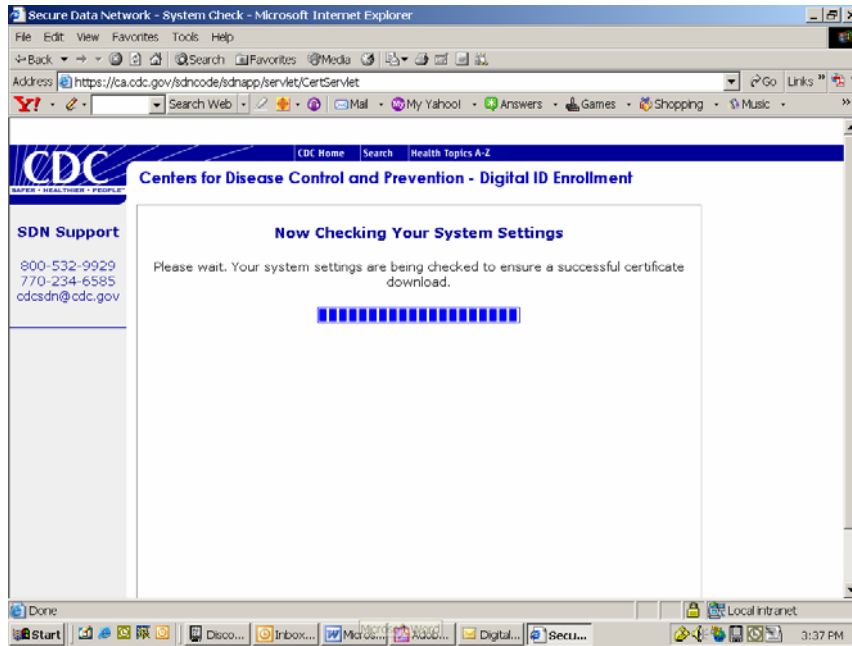 Secure Data Network - System Check - Microsoft Internet Explorer
File Edit View Favorites Tools Help
Back Search Favorites Media
Address https://ca.cdc.gov/sdncode/sdnapp/servlet/CertServlet Go Links »
Y! Search Web Mail My Yahoo! Answers Games Shopping Music »
CDC Home Search Health Topics A-Z
CDC
SAFER • HEALTHIER • PEOPLE™
Centers for Disease Control and Prevention - Digital ID Enrollment
SDN Support
800-532-9929
770-234-6585
cdcsdn@cdc.gov
Now Checking Your System Settings
Please wait. Your system settings are being checked to ensure a successful certificate
download.
Done Local intranet
Start Disco... Inbox... Digital... Secu... 3:37 PM